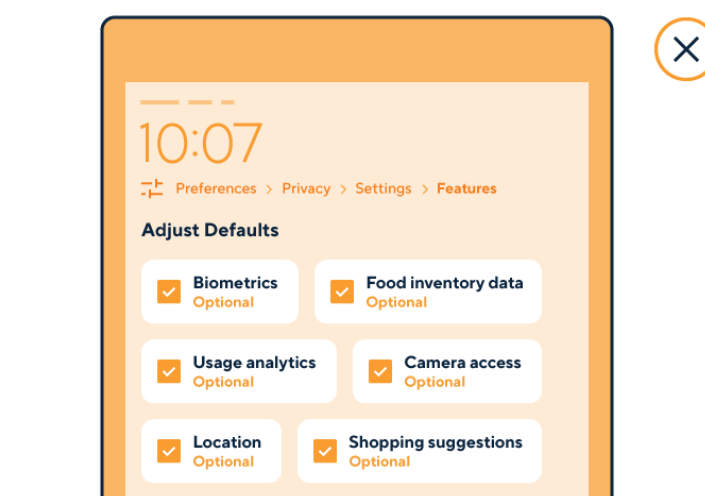 10:07
Preferences > Privacy > Settings > Features
Adjust Defaults
Biometrics
Optional
Food inventory data
Optional
Usage analytics
Optional
Camera access
Optional
Location
Optional
Shopping suggestions
Optional